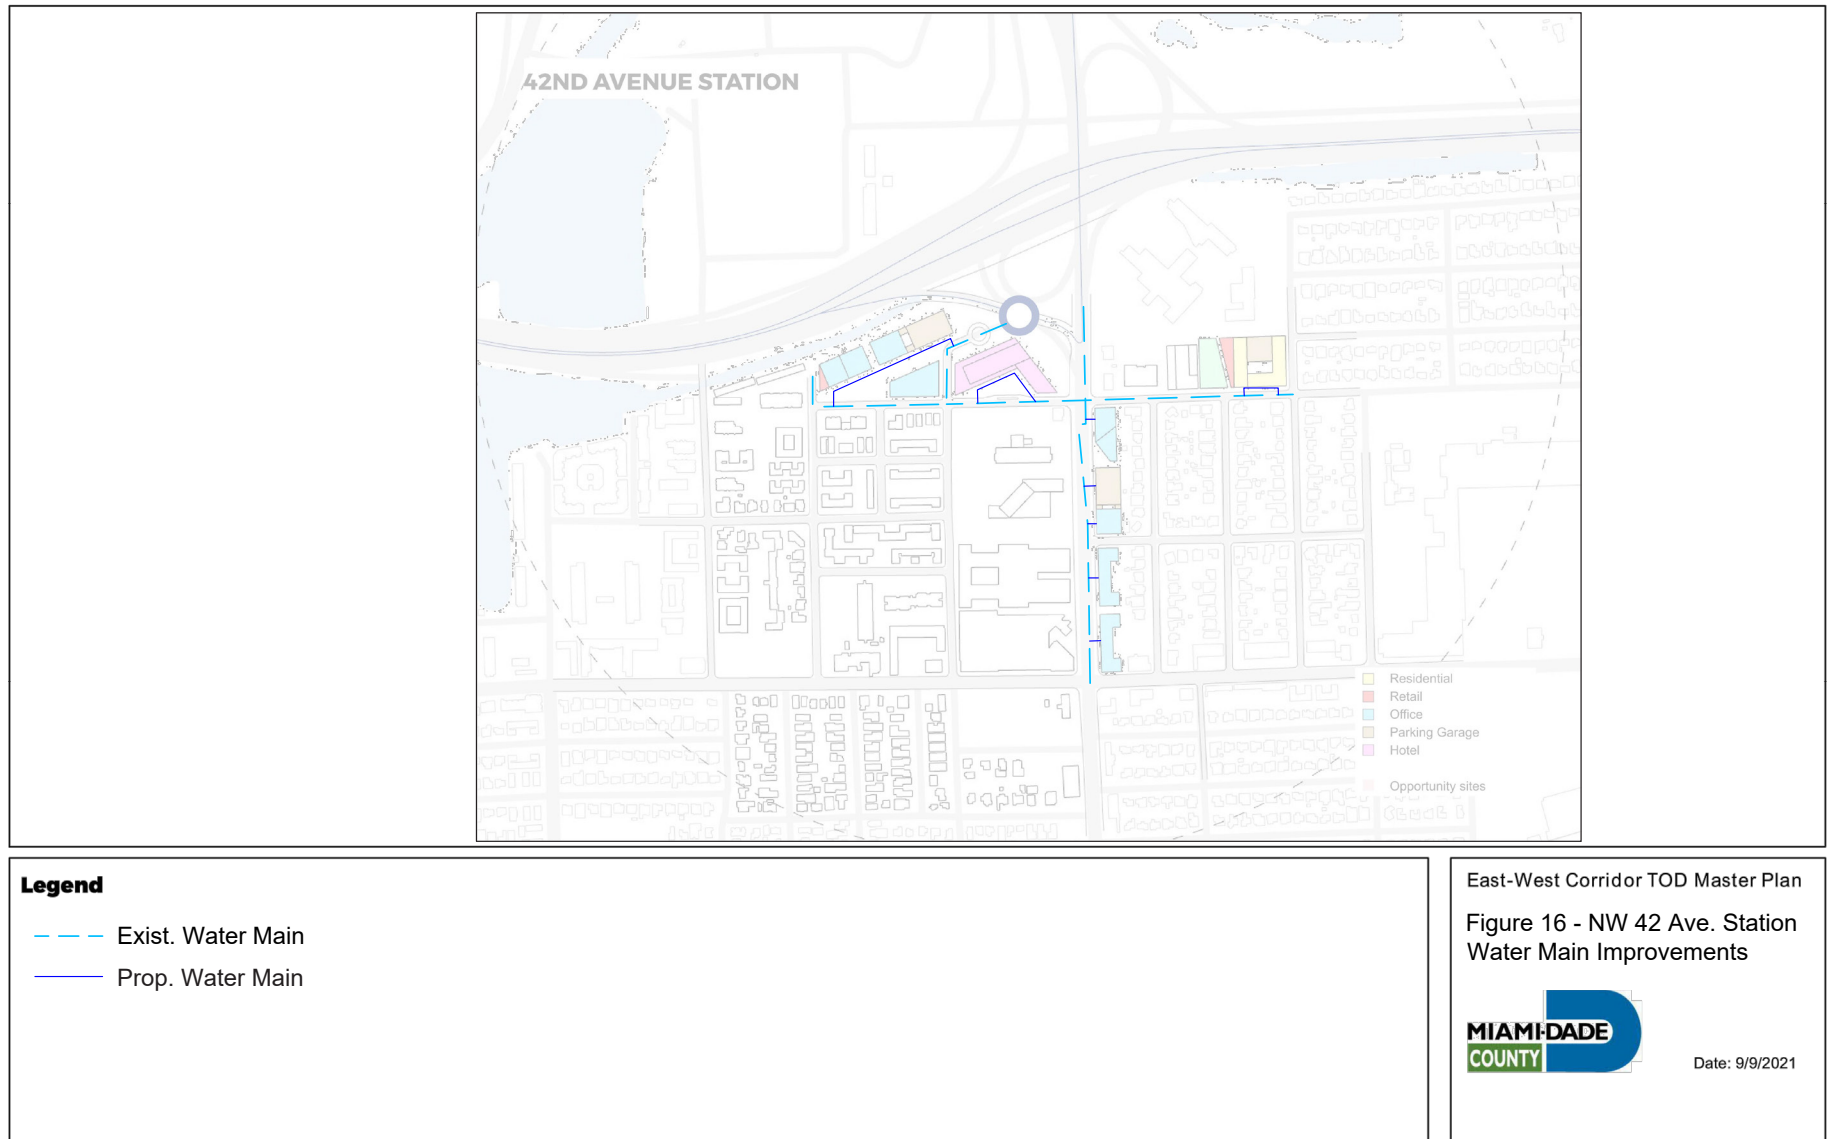 42ND AVENUE STATION
Residential
Retail
Office
Parking Garage
Hotel
Opportunity sites
Legend
Exist. Water Main
Prop. Water Main
East-West Corridor TOD Master Plan
Figure 16 - NW 42 Ave. Station
Water Main Improvements
MIAMI-DADE
COUNTY
Date: 9/9/2021